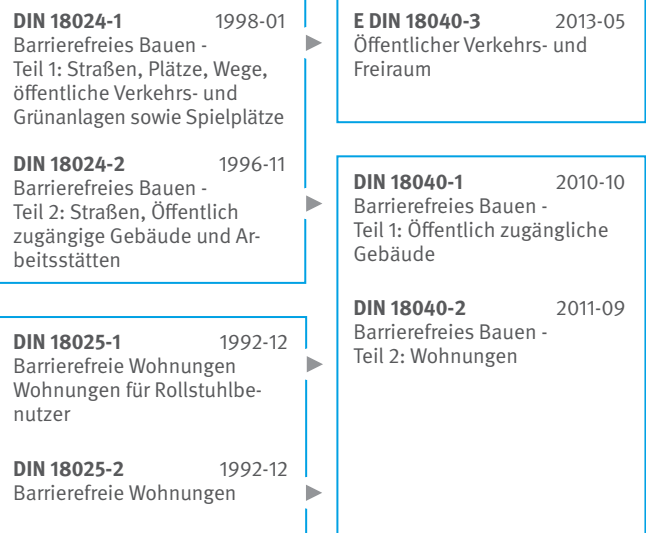 DIN 18024-1 1998-01
Barrierefreies Bauen -
Teil 1: Straßen, Plätze, Wege,
öffentliche Verkehrs- und
Grünanlagen sowie Spielplätze
DIN 18024-2 1996-11
Barrierefreies Bauen -
Teil 2: Straßen, Öffentlich
zugängige Gebäude und Ar-
beitsstätten
DIN 18025-1 1992-12
Barrierefreie Wohnungen
Wohnungen für Rollstuhlbe-
nutzer
DIN 18025-2 1992-12
Barrierefreie Wohnungen
E DIN 18040-3 2013-05
Öffentlicher Verkehrs- und
Freiraum
DIN 18040-1 2010-10
Barrierefreies Bauen -
Teil 1: Öffentlich zugängliche
Gebäude
DIN 18040-2 2011-09
Barrierefreies Bauen -
Teil 2: Wohnungen